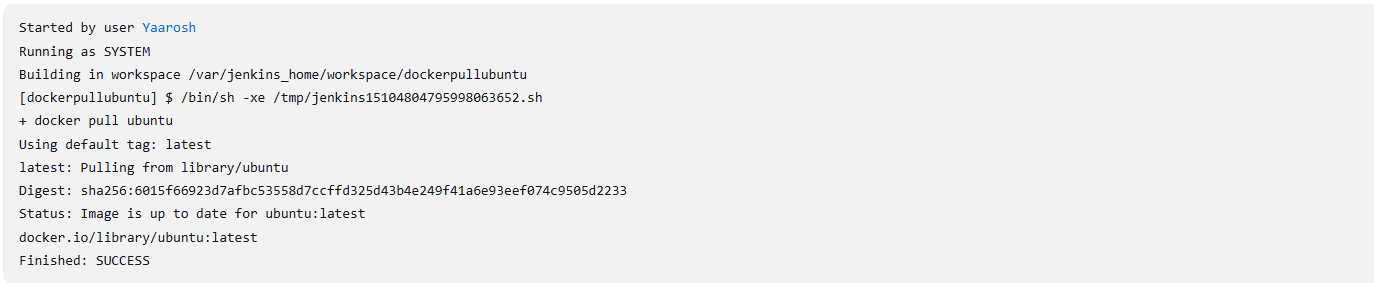 Started by user Yaarosh
Running as SYSTEM
Building in workspace /var/jenkins_home/workspace/dockerpullubuntu
[dockerpullubuntu] $ /bin/sh -xe /tmp/jenkins15104804795998063652.sh
+ docker pull ubuntu
Using default tag: latest
latest: Pulling from library/ubuntu
Digest: sha256:6015f66923d7afbc53558d7ccffd325d43b4e249f41a6e93eef074c9505d2233
Status: Image is up to date for ubuntu:latest
docker.io/library/ubuntu:latest
Finished: SUCCESS